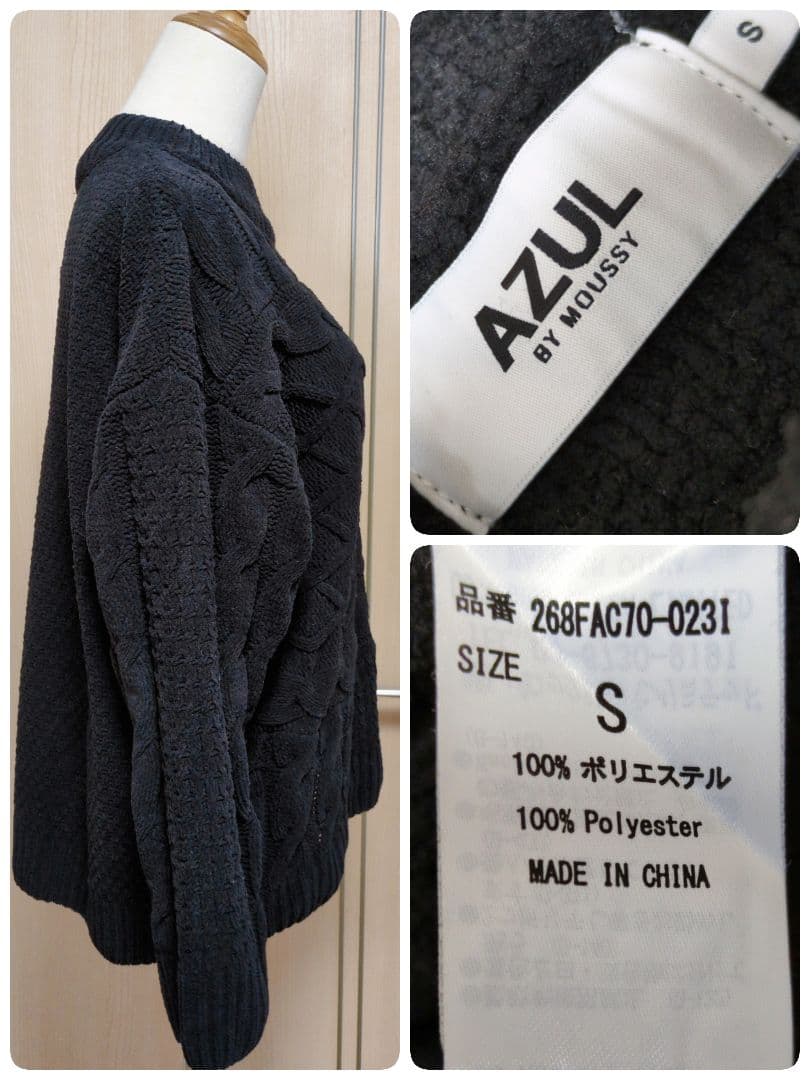 S
AZUL
BY MOUSSY
品番 268FAC70-023I
SIZE
S
100% ポリエステル
100% Polyester
MADE IN CHINA